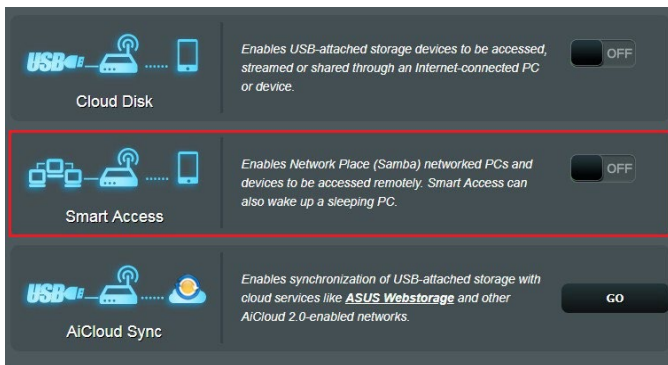 Enables USB-attached storage devices to be accessed,
streamed or shared through an Internet-connected PC
or device.
OFF
USB
Cloud Disk
Enables Network Place (Samba) networked PCs and
devices to be accessed remotely. Smart Access can
also wake up a sleeping PC.
OFF
Smart Access
Enables synchronization of USB-attached storage with
cloud services like ASUS Webstorage and other
AiCloud 2.0-enabled networks.
GO
USB
AiCloud Sync